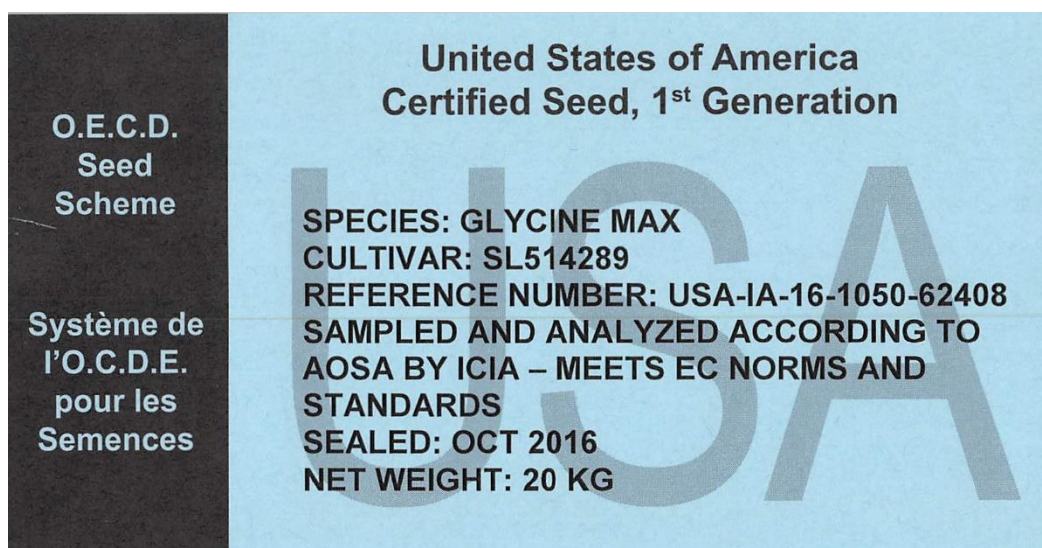 O.E.C.D.
Seed
Scheme
Système de
l'O.C.D.E.
pour les
Semences
United States of America
Certified Seed, 1st Generation
USA
SPECIES: GLYCINE MAX
CULTIVAR: SL514289
REFERENCE NUMBER: USA-IA-16-1050-62408
SAMPLED AND ANALYZED ACCORDING TO
AOSA BY ICIA – MEETS EC NORMS AND
STANDARDS
SEALED: OCT 2016
NET WEIGHT: 20 KG